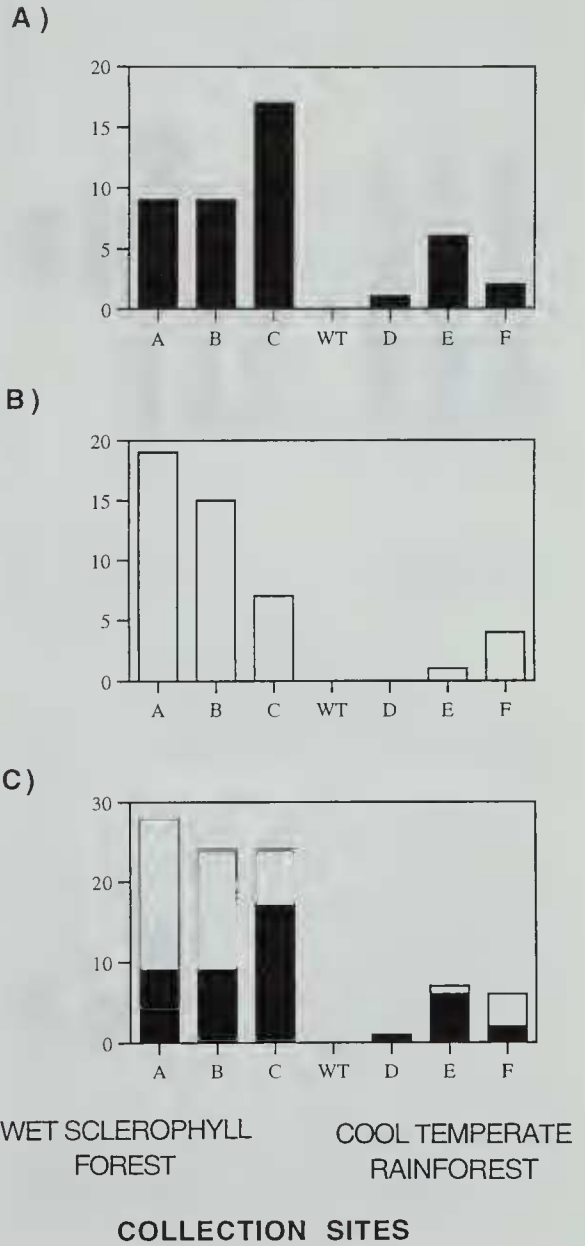 A )
20
15
10
5
0
A B C WT D E F
B )
20
15
10
5
0
A B C WT D E F
C )
30
20
10
0
A B C WT D E F
WET SCLEROPHYLL
FOREST
COOL TEMPERATE
RAINFOREST
COLLECTION SITES